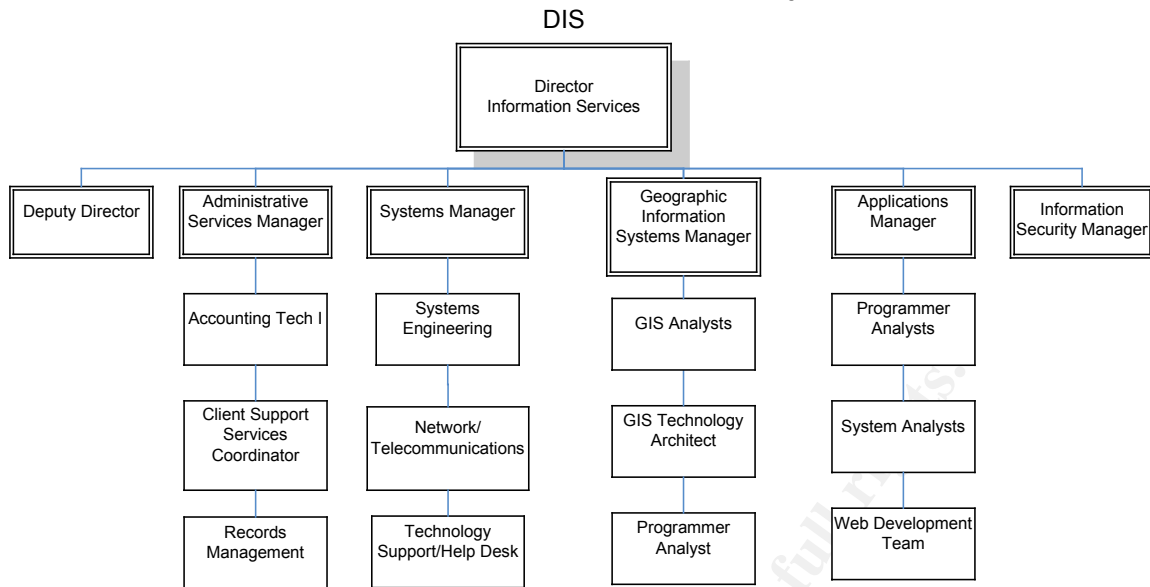 DIS
Director
Information Services
Deputy Director
Administrative
Services Manager
Systems Manager
Geographic
Information
Systems Manager
Applications
Manager
Information
Security Manager
Accounting Tech I
Systems
Engineering
GIS Analysts
Programmer
Analysts
Client Support
Services
Coordinator
Network/
Telecommunications
GIS Technology
Architect
System Analysts
Records
Management
Technology
Support/Help Desk
Programmer
Analyst
Web Development
Team
full rights.